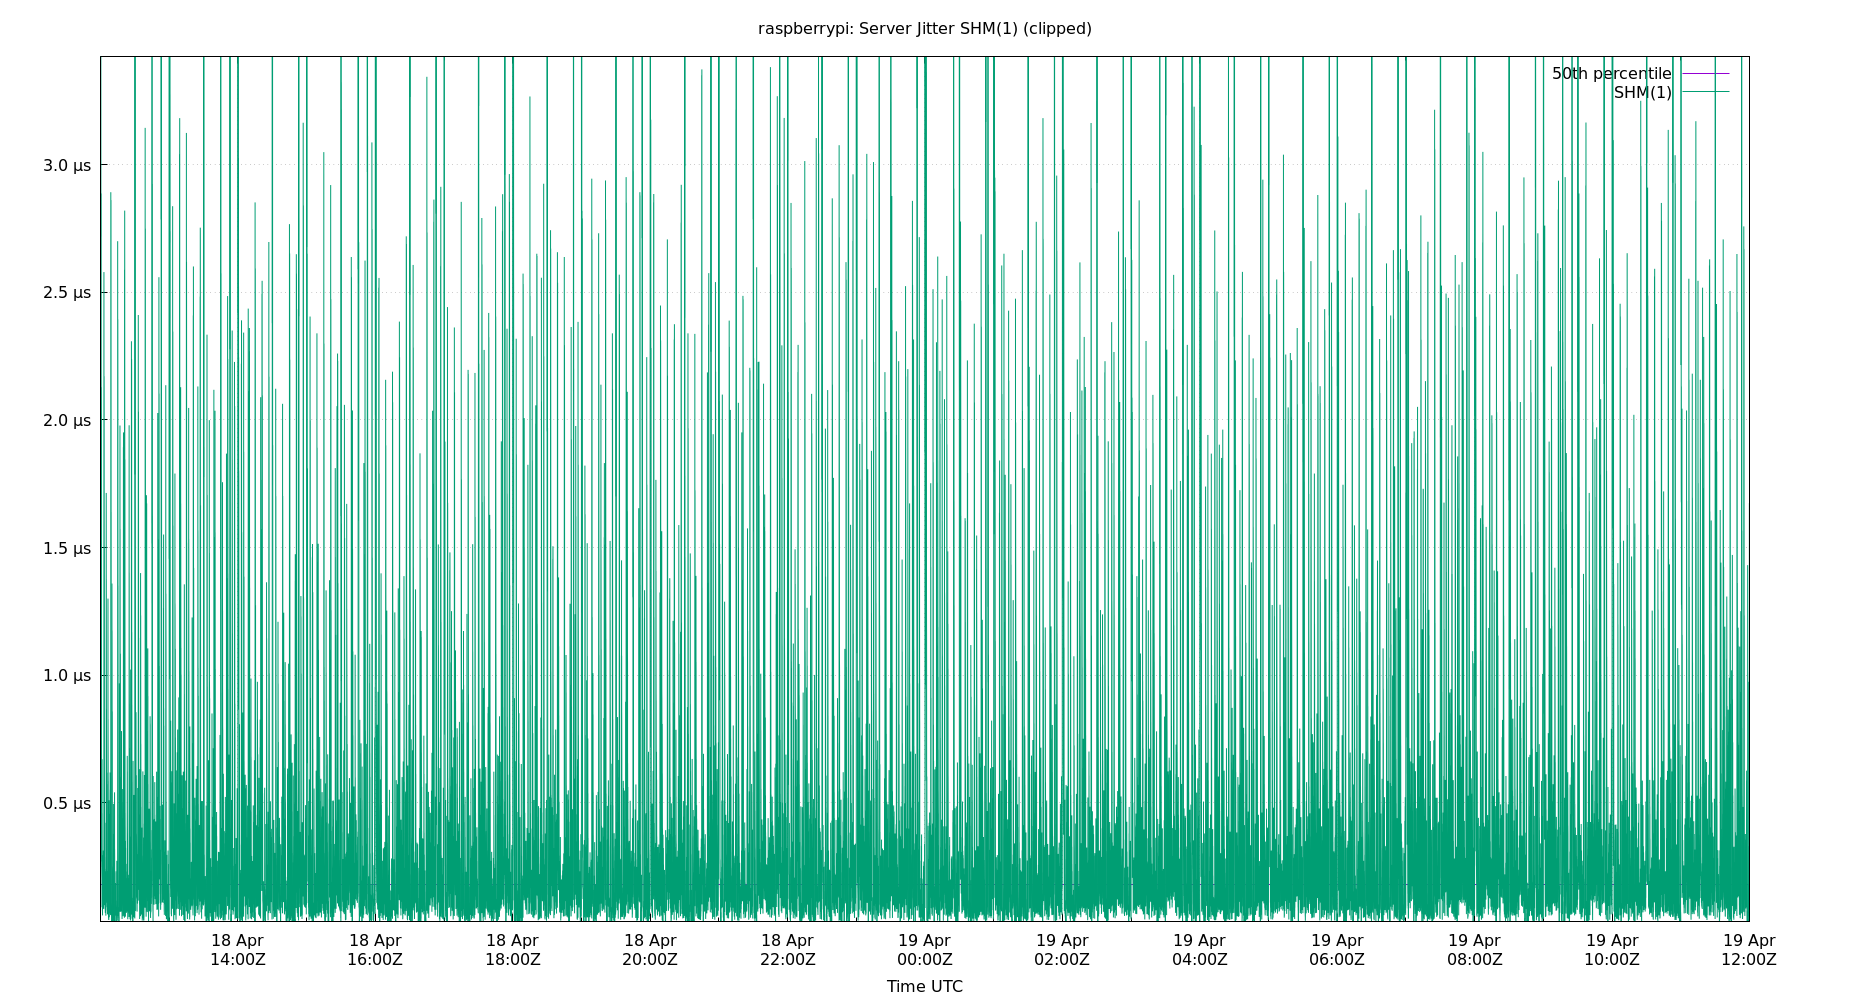 raspberrypi: Server Jitter SHM(1) (clipped)
50th percentile
SHM(1)
3.0 µs
2.5 µs
2.0 µs
1.5 µs
1.0 µs
0.5 µs
18 Apr 18 Apr 18 Apr 18 Apr 18 Apr 19 Apr 19 Apr 19 Apr 19 Apr 19 Apr 19 Apr 19 Apr
14:00Z 16:00Z 18:00Z 20:00Z 22:00Z 00:00Z 02:00Z 04:00Z 06:00Z 08:00Z 10:00Z 12:00Z
Time UTC